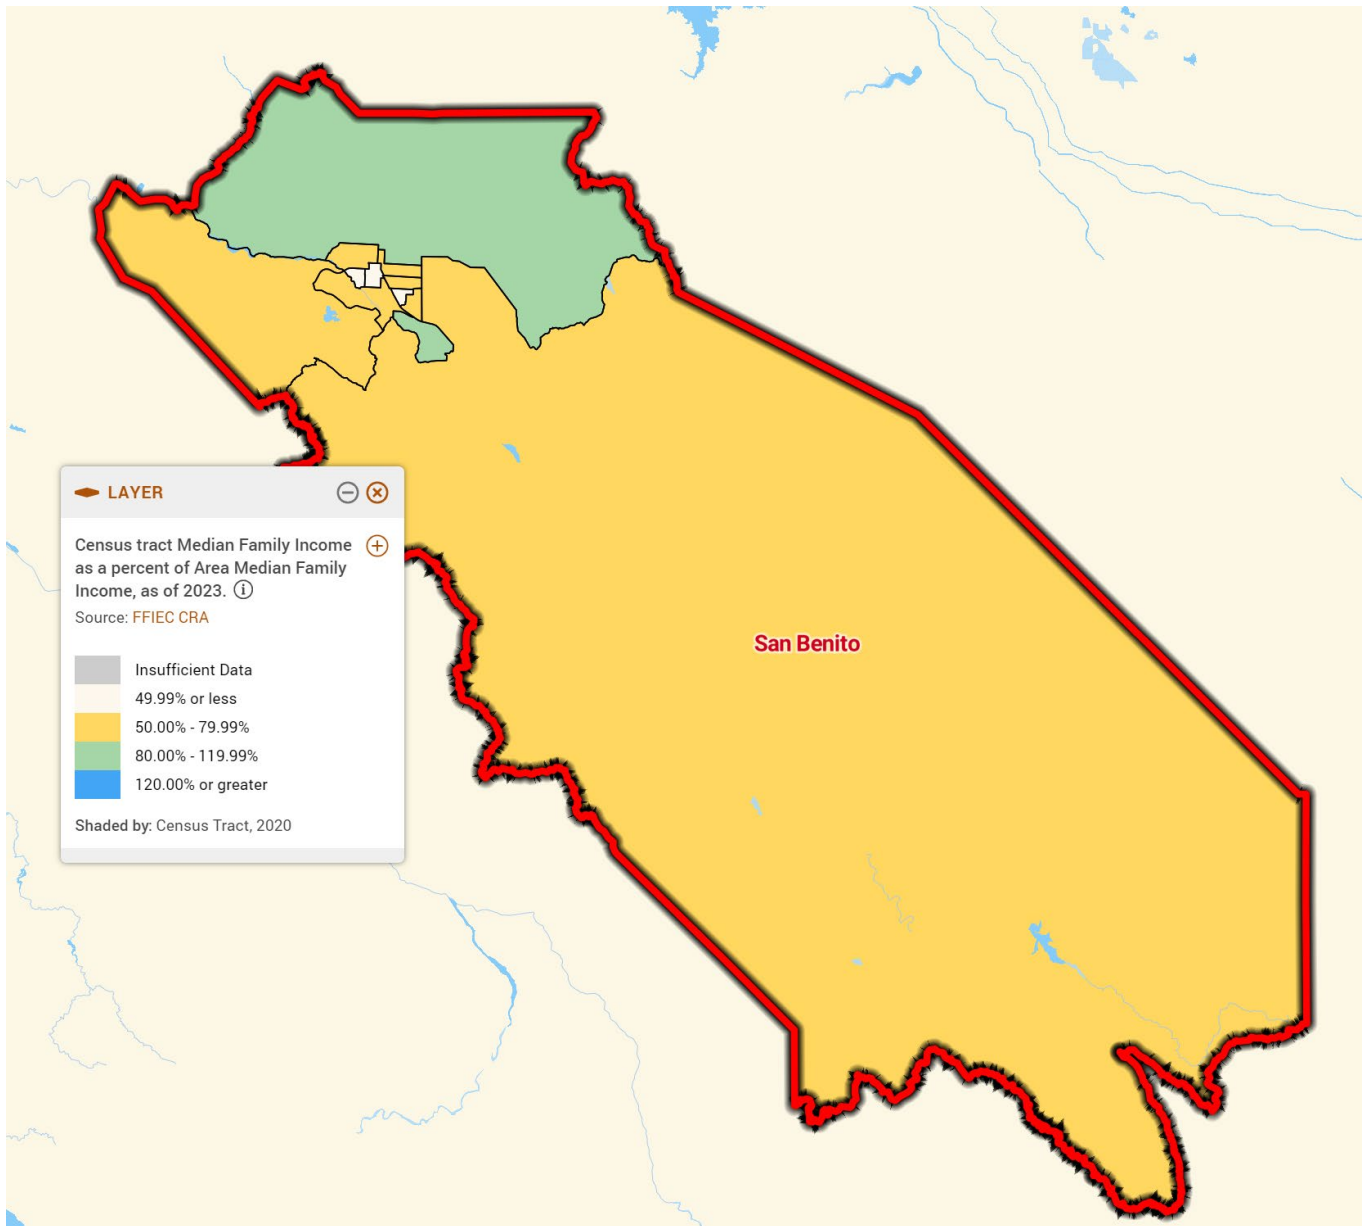 LAYER
Census tract Median Family Income
as a percent of Area Median Family
Income, as of 2023.
Source: FFIEC CRA
San Benito
Insufficient Data
49.99% or less
50.00% - 79.99%
80.00% - 119.99%
120.00% or greater
Shaded by: Census Tract, 2020